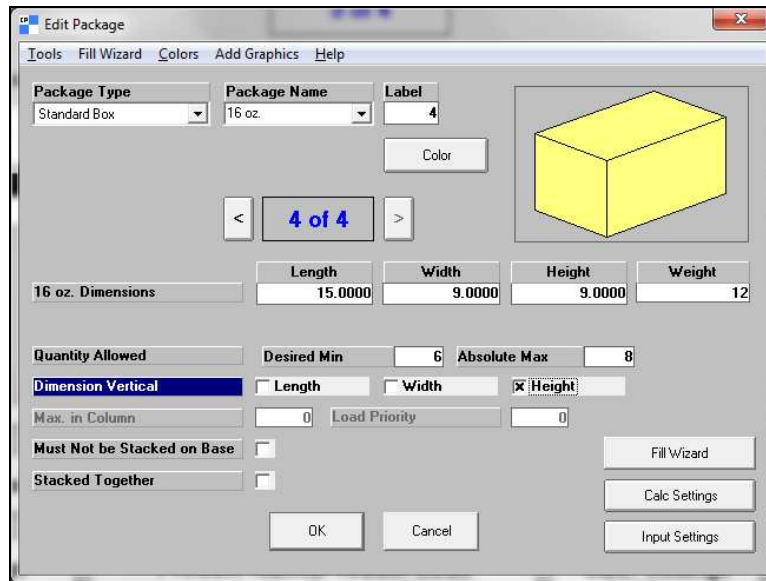 CP
Edit Package
Tools Fill Wizard Colors Add Graphics Help
Package Type Package Name Label
Standard Box 16 oz. 4
Color
< 4 of 4 >
Length Width Height Weight
16 oz. Dimensions 15.0000 9.0000 9.0000 12
Quantity Allowed Desired Min 6 Absolute Max 8
Dimension Vertical Length Width Height
Max. in Column 0 Load Priority 0
Must Not be Stacked on Base
Fill Wizard
Stacked Together
Calc Settings
OK Cancel
Input Settings